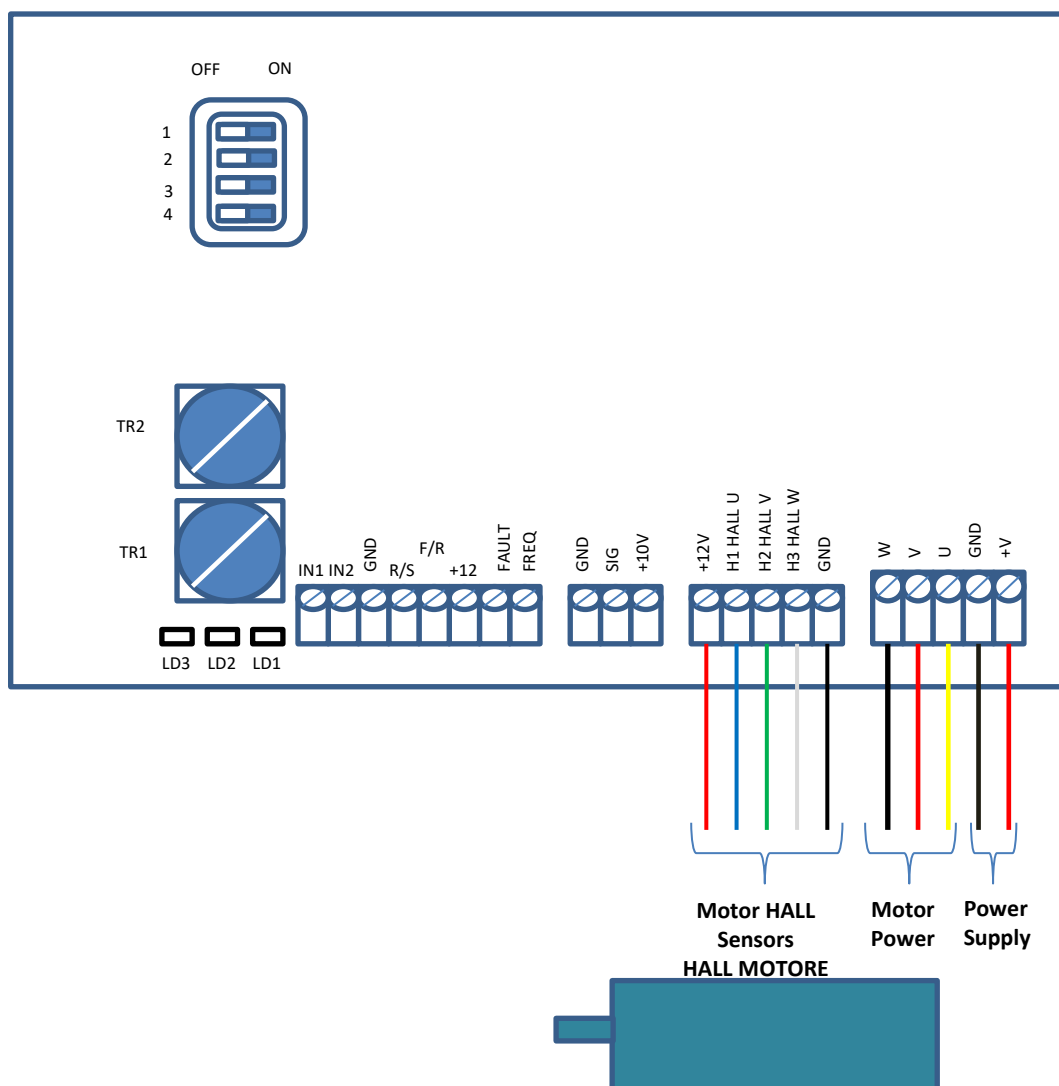 OFF ON
1
2
3
4
TR2
TR1
IN1 IN2 GND R/S F/R +12 FAULT FREQ
GND SIG +10V
+12V H1 HALL U H2 HALL V H3 HALL W GND
W V U GND +V
LD3 LD2 LD1
Motor HALL
Sensors
HALL MOTORE
Motor
Power
Power
Supply